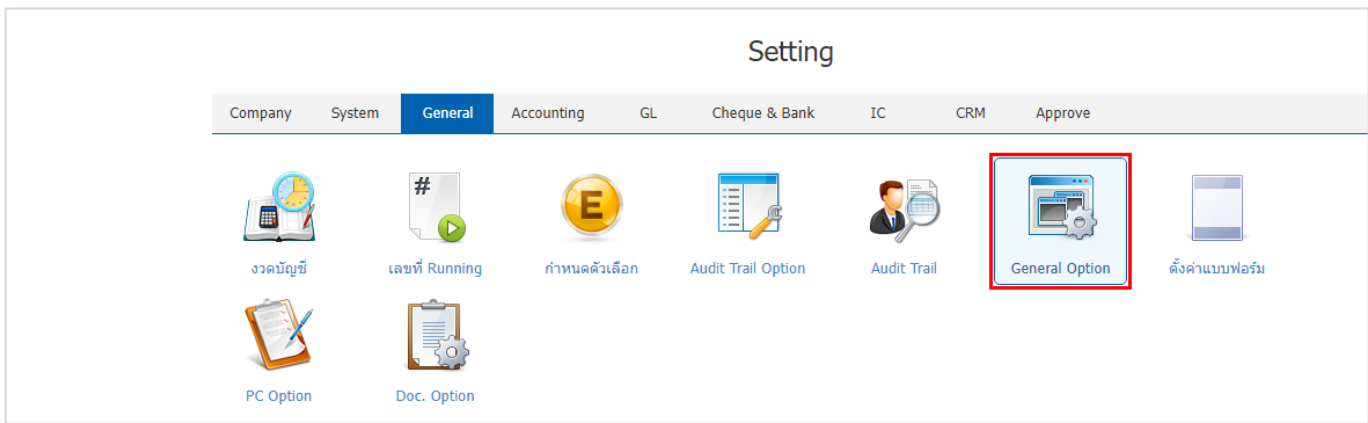 Setting
Company System General Accounting GL Cheque & Bank IC CRM Approve
#
E
งวดบัญชี เลขที่ Running กำหนดตัวเลือก Audit Trail Option Audit Trail General Option ตั้งค่าแบบฟอร์ม
PC Option Doc. Option